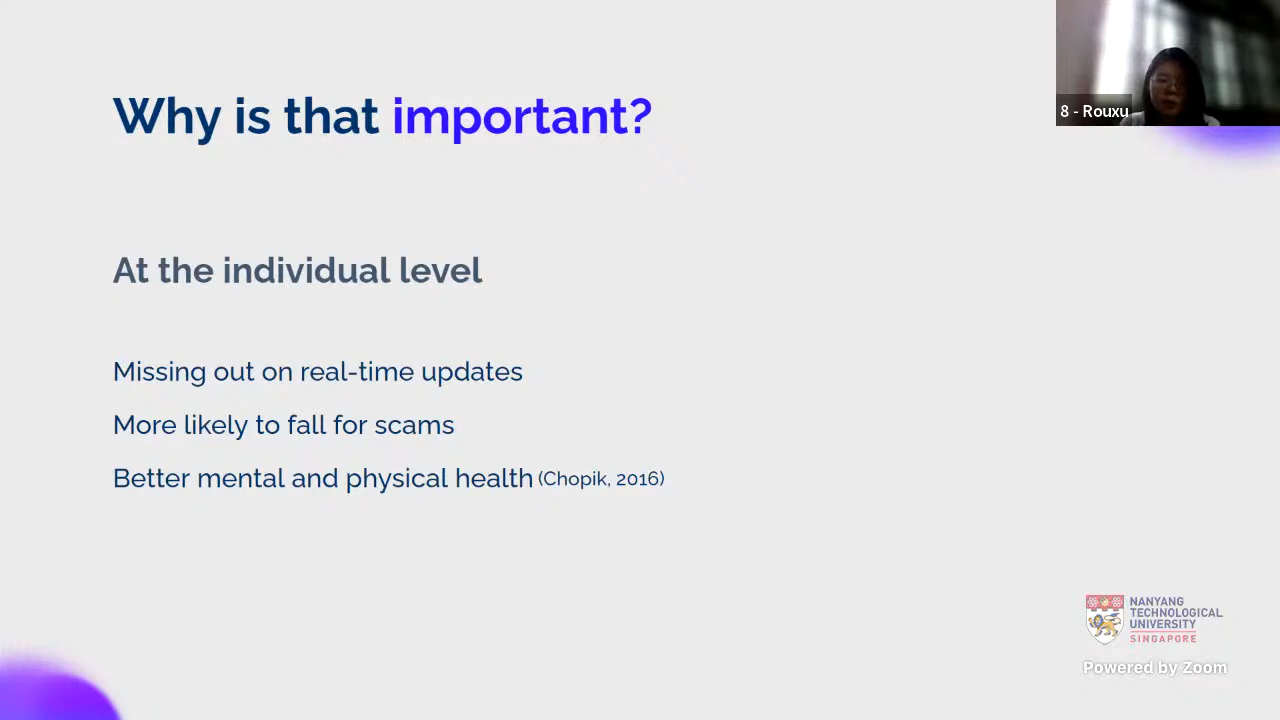 Why is that important?
8 - Rouxu
At the individual level
Missing out on real-time updates
More likely to fall for scams
Better mental and physical health (Chopik, 2016)
NANYANG
TECHNOLOGICAL
UNIVERSITY
SINGAPORE
Powered by Zoom